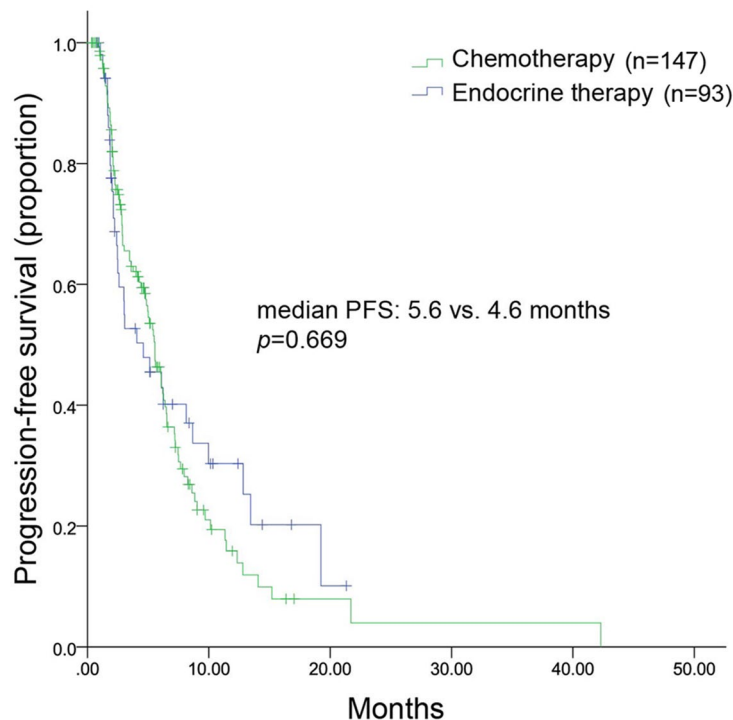 Chemotherapy (n=147)
Endocrine therapy (n=93)
Progression-free survival (proportion)
1.0
0.8
0.6
0.4
0.2
0.0
median PFS: 5.6 vs. 4.6 months
p=0.669
.00 10.00 20.00 30.00 40.00 50.00
Months